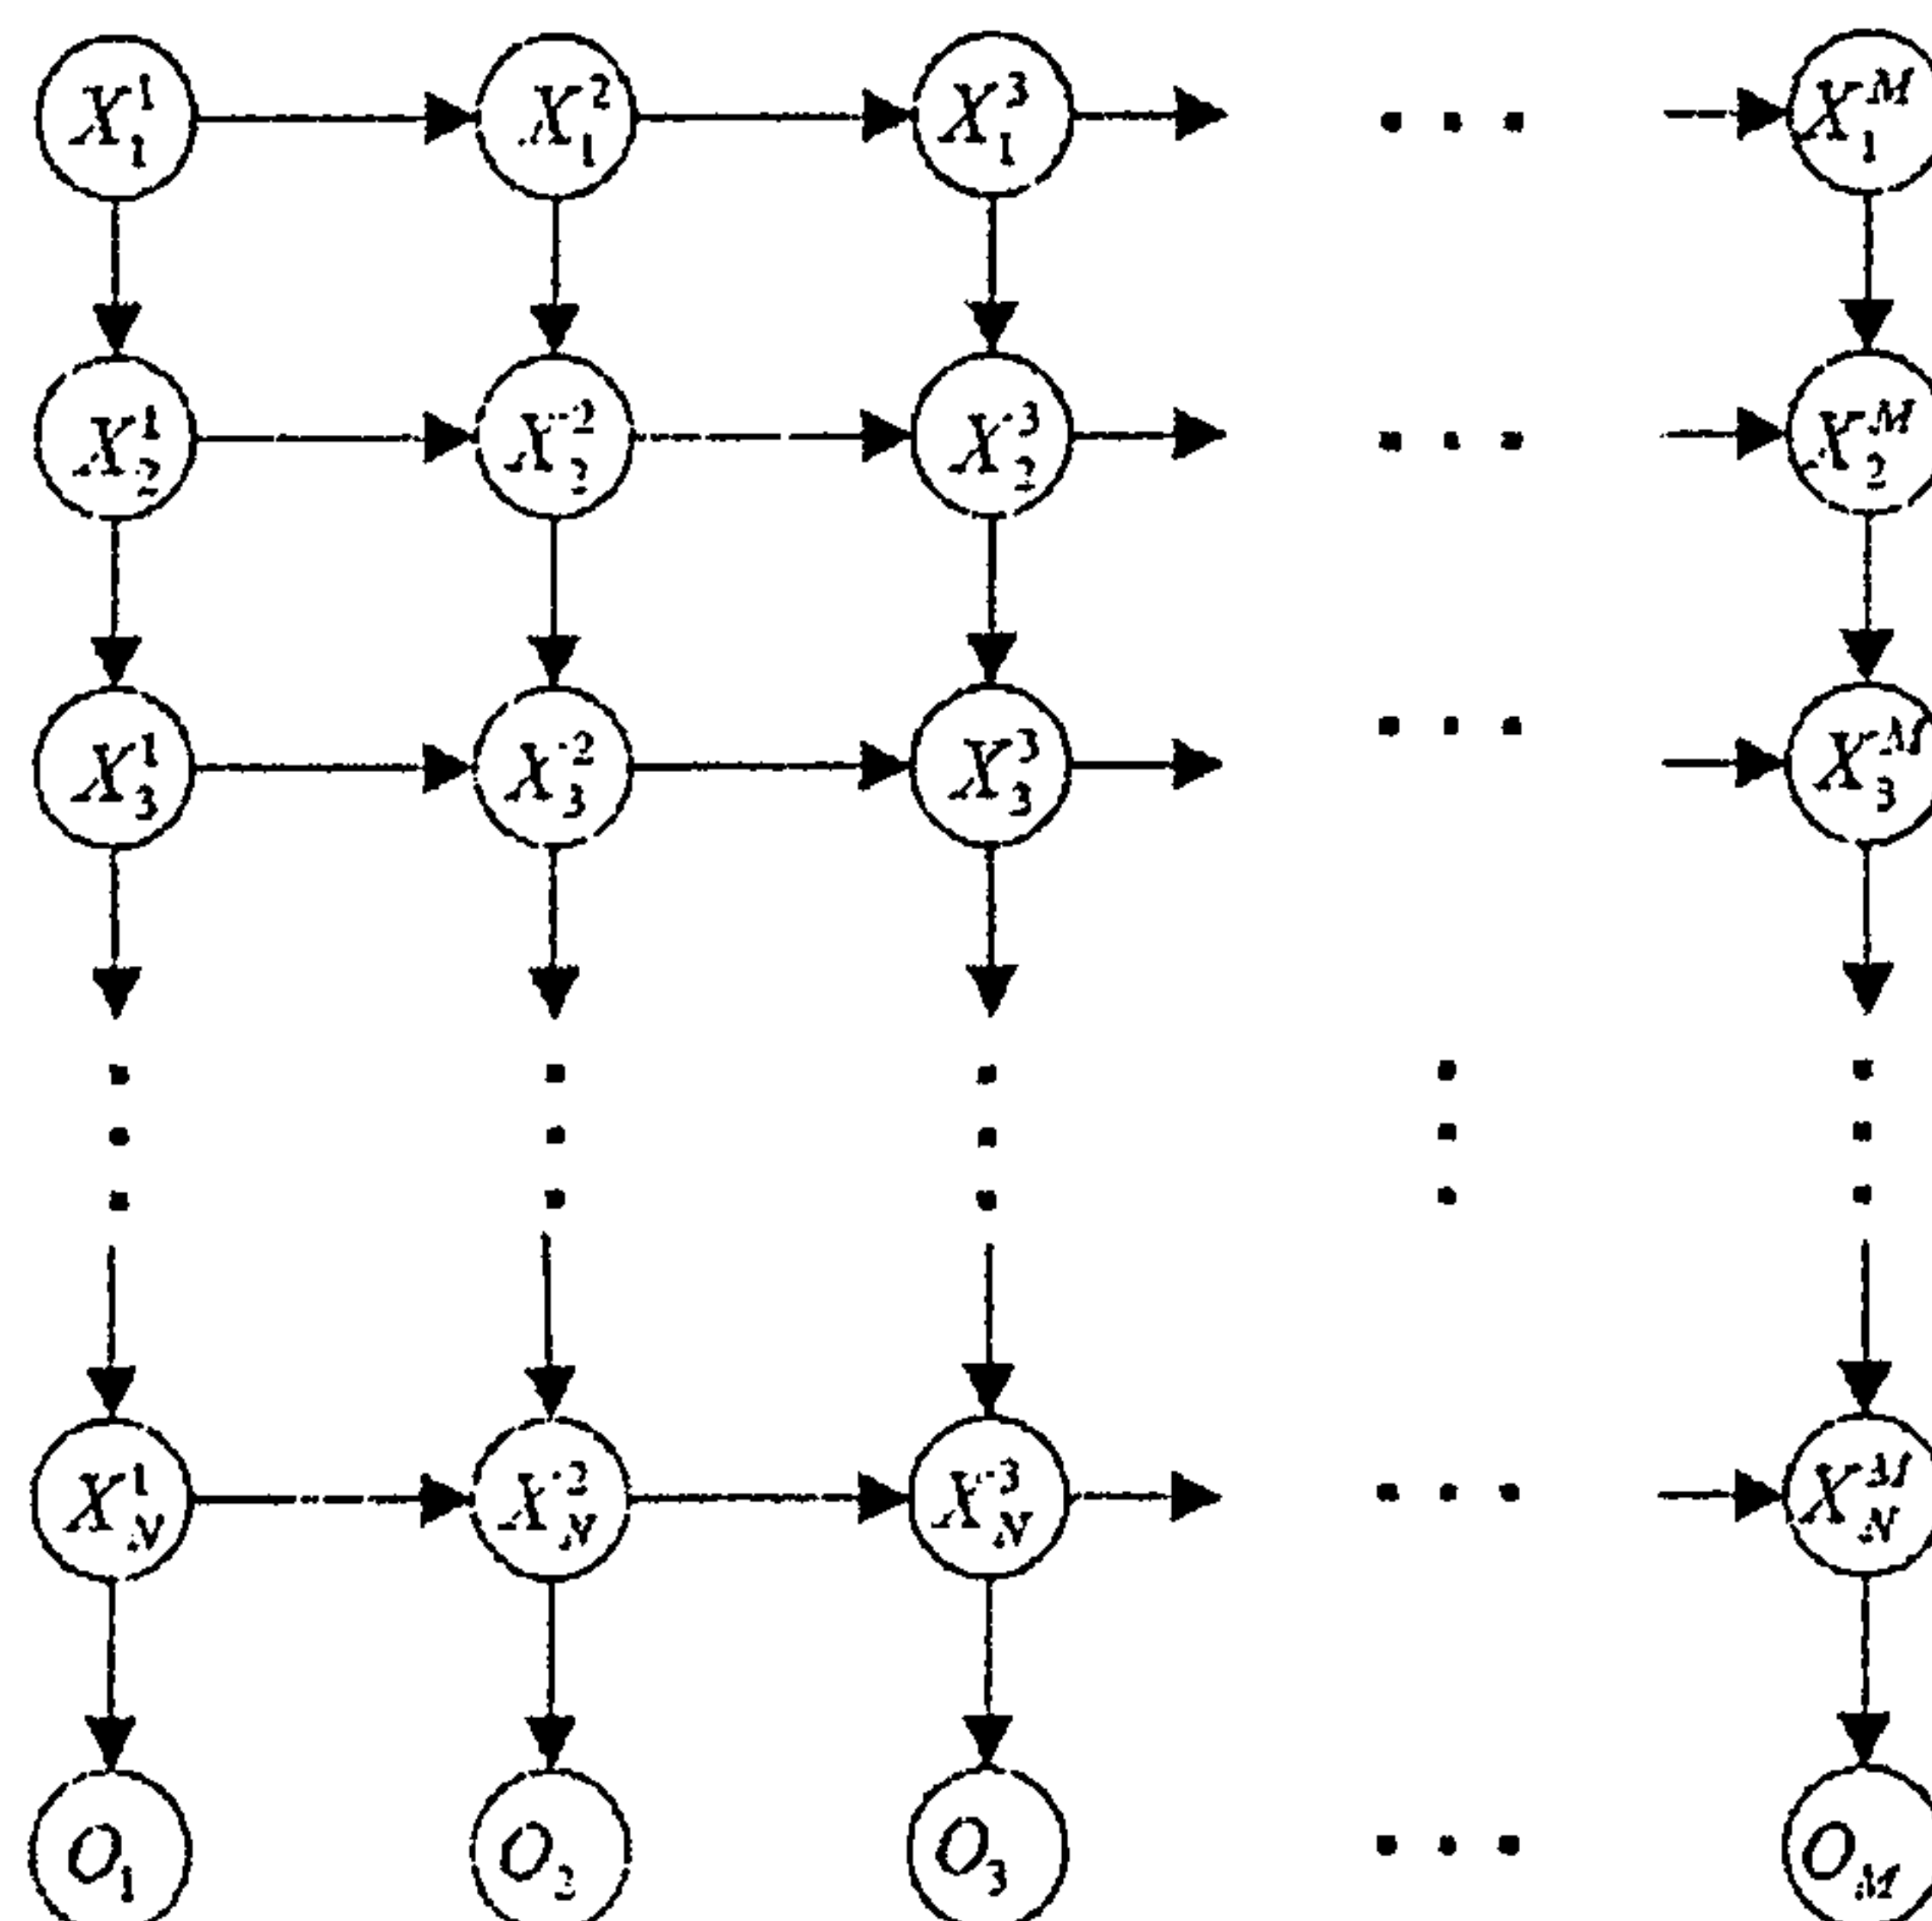 X_1^1 X_1^2 X_1^3 · · · X_1^M
X_2^1 X_2^2 X_2^3 · · · X_2^M
X_3^1 X_3^2 X_3^3 · · · X_3^M
X_N^1 X_N^2 X_N^3 · · · X_N^M
O_1 O_2 O_3 · · · O_M